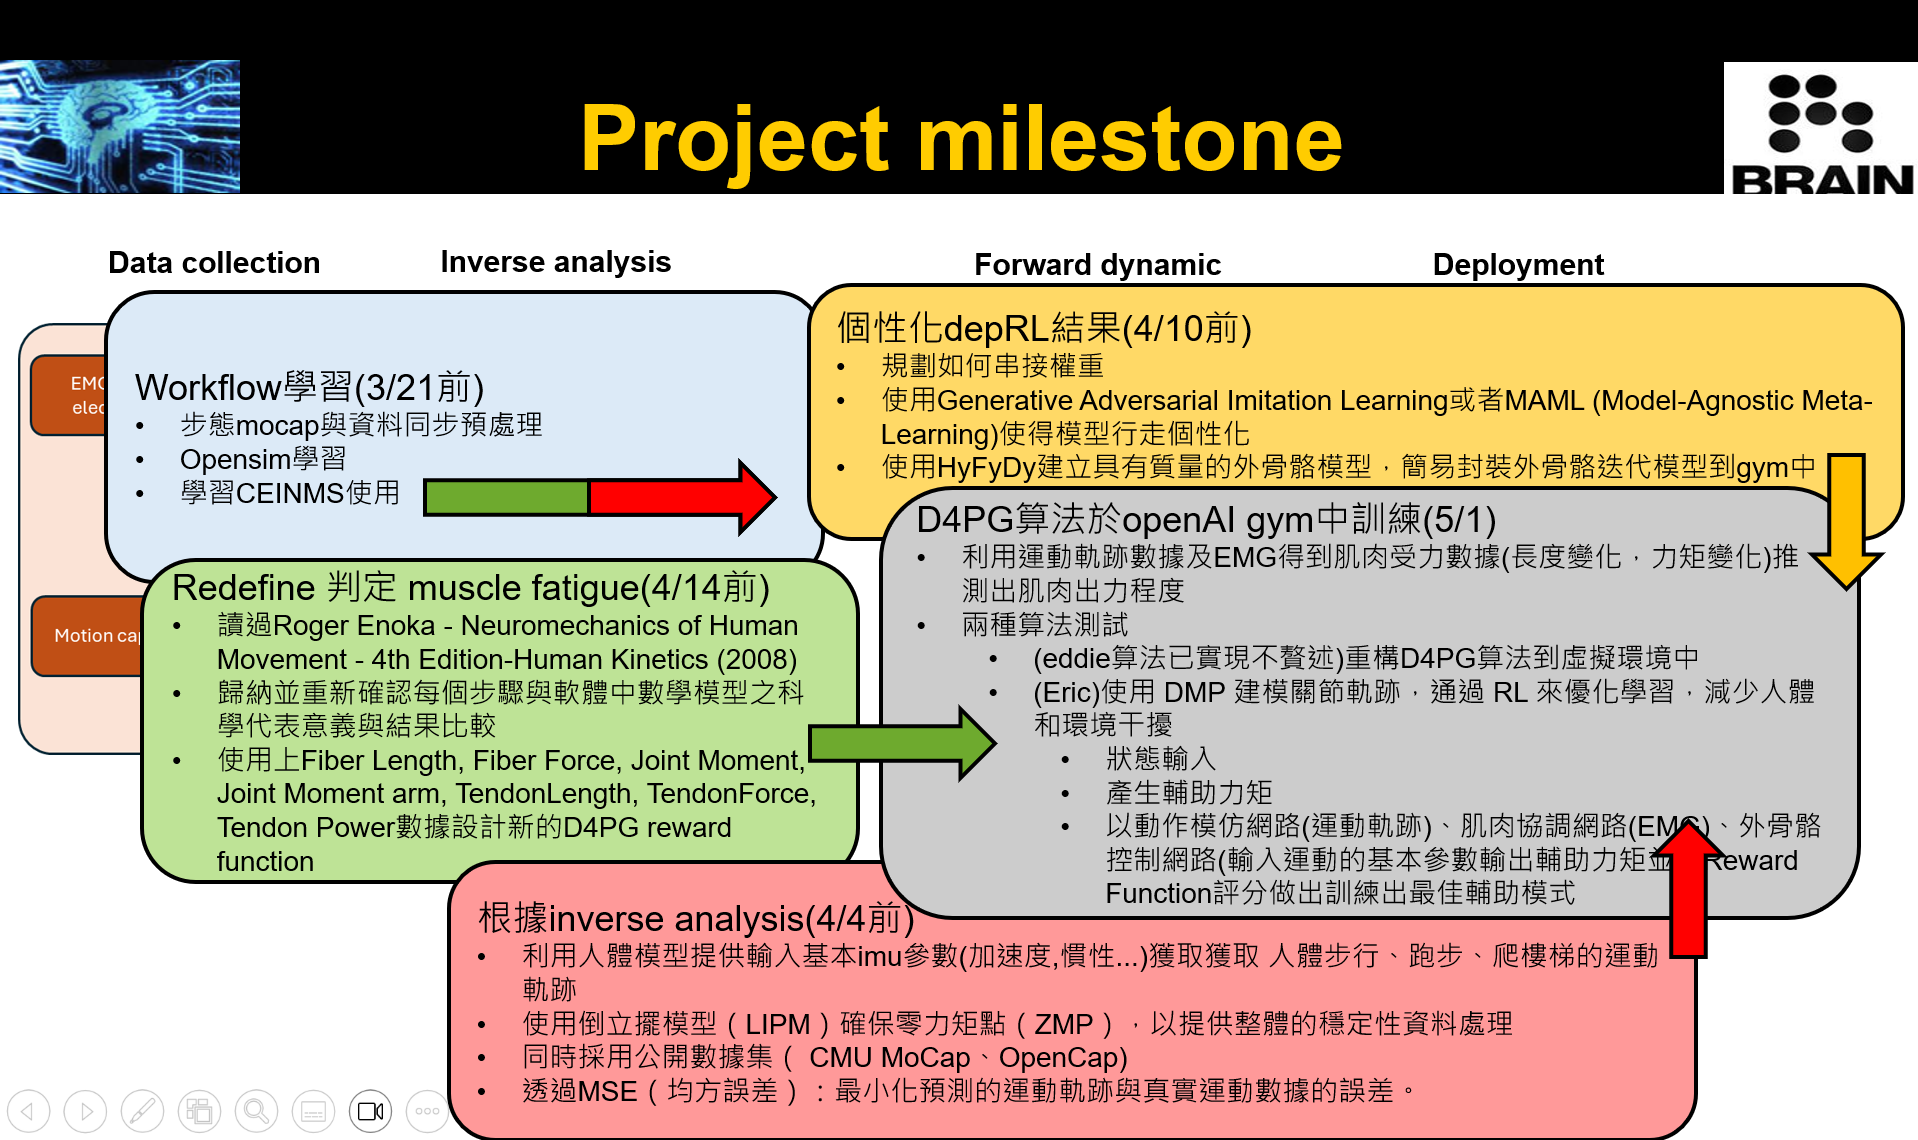 Project milestone
BRAIN
Data collection
Inverse analysis
Forward dynamic
Deployment
EMG
elec
Motion cap
Workflow學習(3/21前)
• 步態mocap與資料同步預處理
• Opensim學習
• 學習CEINMS使用
Redefine 判定 muscle fatigue(4/14前)
• 讀過Roger Enoka - Neuromechanics of Human
Movement - 4th Edition-Human Kinetics (2008)
• 歸納並重新確認每個步驟與軟體中數學模型之科
學代表意義與結果比較
• 使用上Fiber Length, Fiber Force, Joint Moment,
Joint Moment arm, TendonLength, TendonForce,
Tendon Power數據設計新的D4PG reward
function
個性化depRL結果(4/10前)
• 規劃如何串接權重
• 使用Generative Adversarial Imitation Learning或者MAML (Model-Agnostic Meta-
Learning)使得模型行走個性化
• 使用HyFyDy建立具有質量的外骨骼模型，簡易封裝外骨骼迭代模型到gym中
D4PG算法於openAI gym中訓練(5/1)
• 利用運動軌跡數據及EMG得到肌肉受力數據(長度變化，力矩變化)推
測出肌肉出力程度
• 兩種算法測試
• (eddie算法已實現不贅述)重構D4PG算法到虛擬環境中
• (Eric)使用 DMP 建模關節軌跡，通過 RL 來優化學習，減少人體
和環境干擾
• 狀態輸入
• 產生輔助力矩
• 以動作模仿網路(運動軌跡)、肌肉協調網路(EMG)、外骨骼
控制網路(輸入運動的基本參數輸出輔助力矩並 Reward
Function評分做出訓練出最佳輔助模式
根據inverse analysis(4/4前)
• 利用人體模型提供輸入基本imu參數(加速度,慣性...)獲取獲取 人體步行、跑步、爬樓梯的運動
軌跡
• 使用倒立擺模型（LIPM）確保零力矩點（ZMP），以提供整體的穩定性資料處理
• 同時採用公開數據集（ CMU MoCap、OpenCap)
• 透過MSE（均方誤差）：最小化預測的運動軌跡與真實運動數據的誤差。